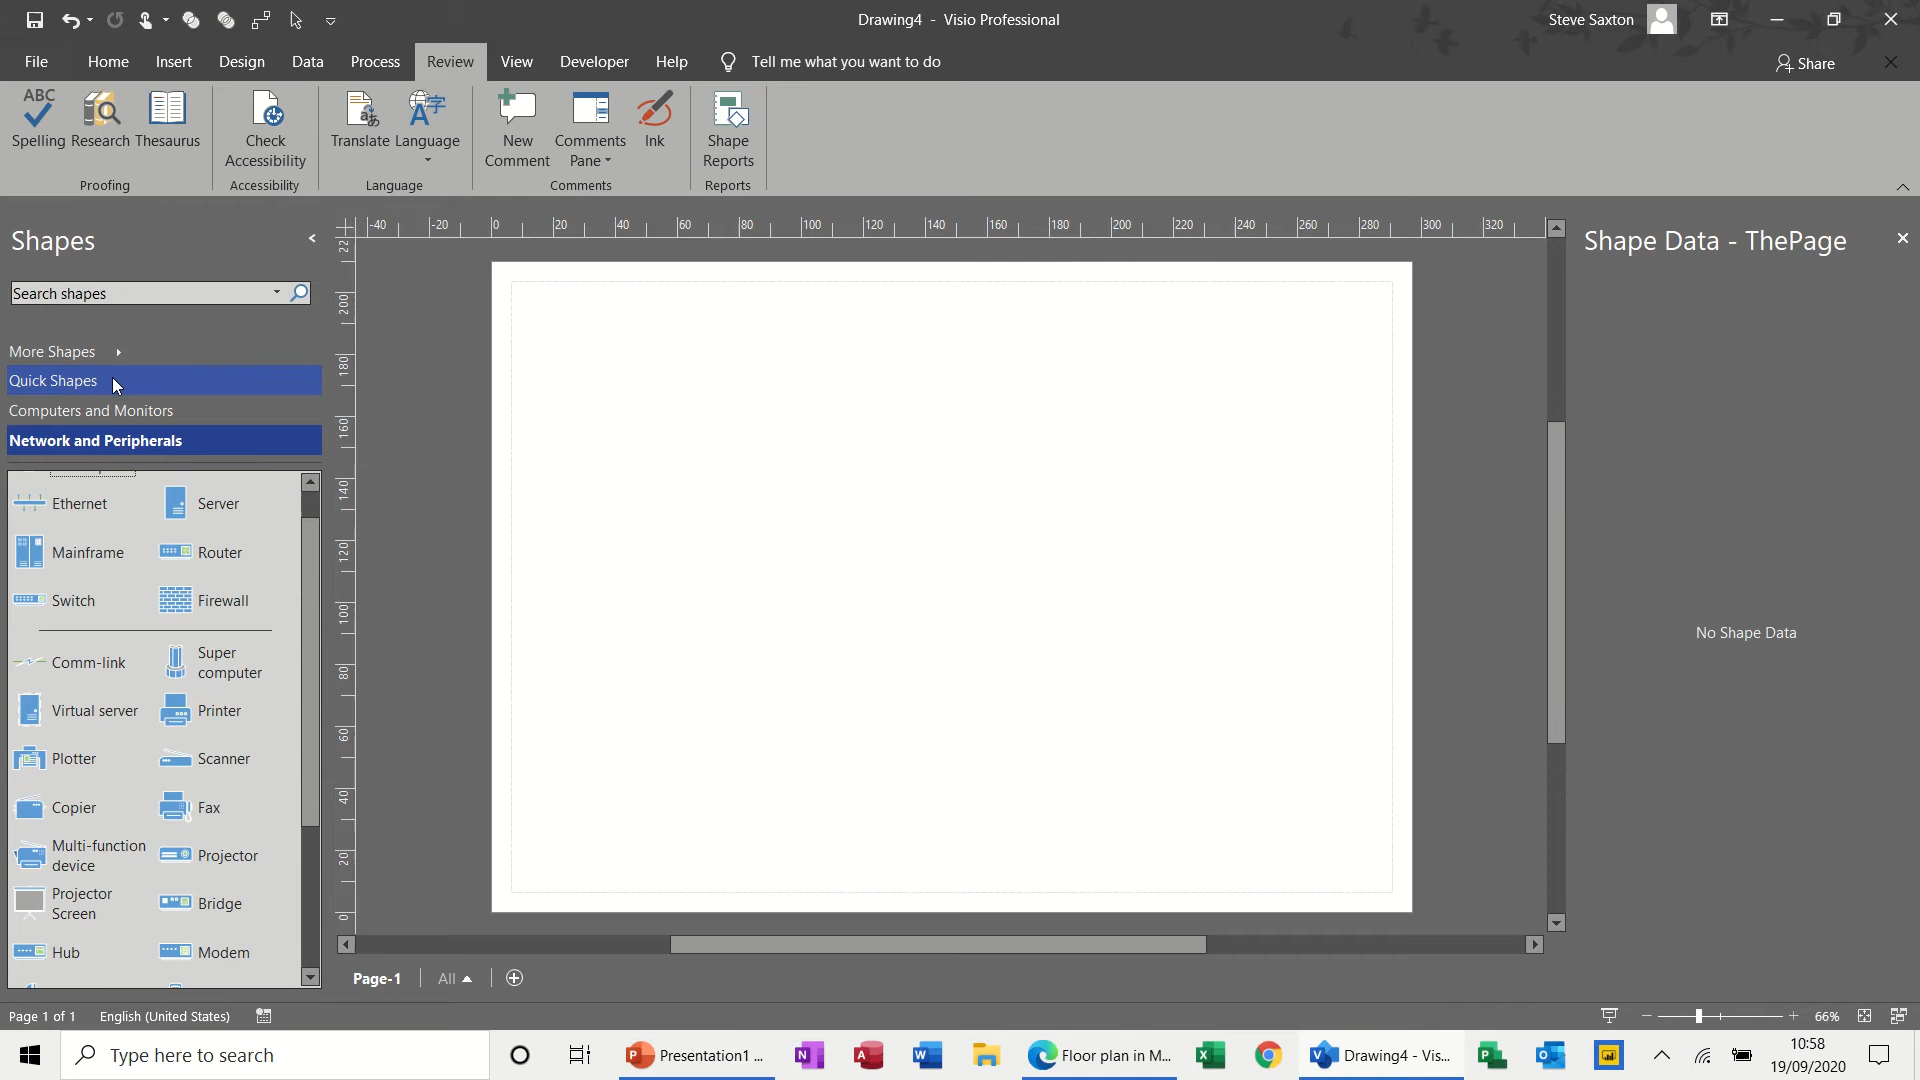 Drawing4 - Visio Professional
Steve Saxton
File Home Insert Design Data Process Review View Developer Help Tell me what you want to do
Share
ABC
Spelling Research Thesaurus
Check Accessibility
Translate Language
New Comment
Comments Pane
Ink
Shape Reports
Proofing Accessibility Language Comments Reports
Shapes
Search shapes
More Shapes
Quick Shapes
Computers and Monitors
Network and Peripherals
Ethernet Server
Mainframe Router
Switch Firewall
Comm-link Super computer
Virtual server Printer
Plotter Scanner
Copier Fax
Multi-function device Projector
Projector Screen Bridge
Hub Modem
-40 -20 0 20 40 60 80 100 120 140 160 180 200 220 240 260 280 300 320
22
200
180
160
140
120
100
80
60
40
20
0
Shape Data - ThePage
No Shape Data
Page-1 All
Page 1 of 1 English (United States)
66%
Type here to search
Presentation1 ...
Floor plan in M...
Drawing4 - Vis...
10:58
19/09/2020